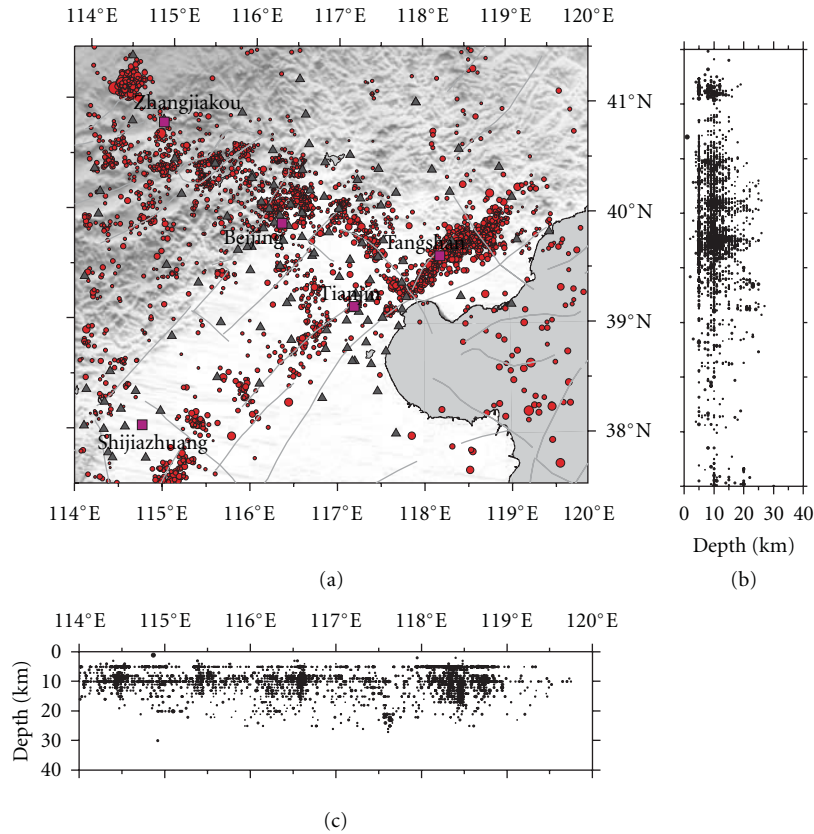 114°E 115°E 116°E 117°E 118°E 119°E 120°E
41°N
40°N
39°N
38°N
Zhangjiakou
Beijing
Tangshan
Tianjin
Shijiazhuang
114°E 115°E 116°E 117°E 118°E 119°E 120°E
(a)
0 10 20 30 40
Depth (km)
(b)
114°E 115°E 116°E 117°E 118°E 119°E 120°E
0
10
20
30
40
Depth (km)
(c)